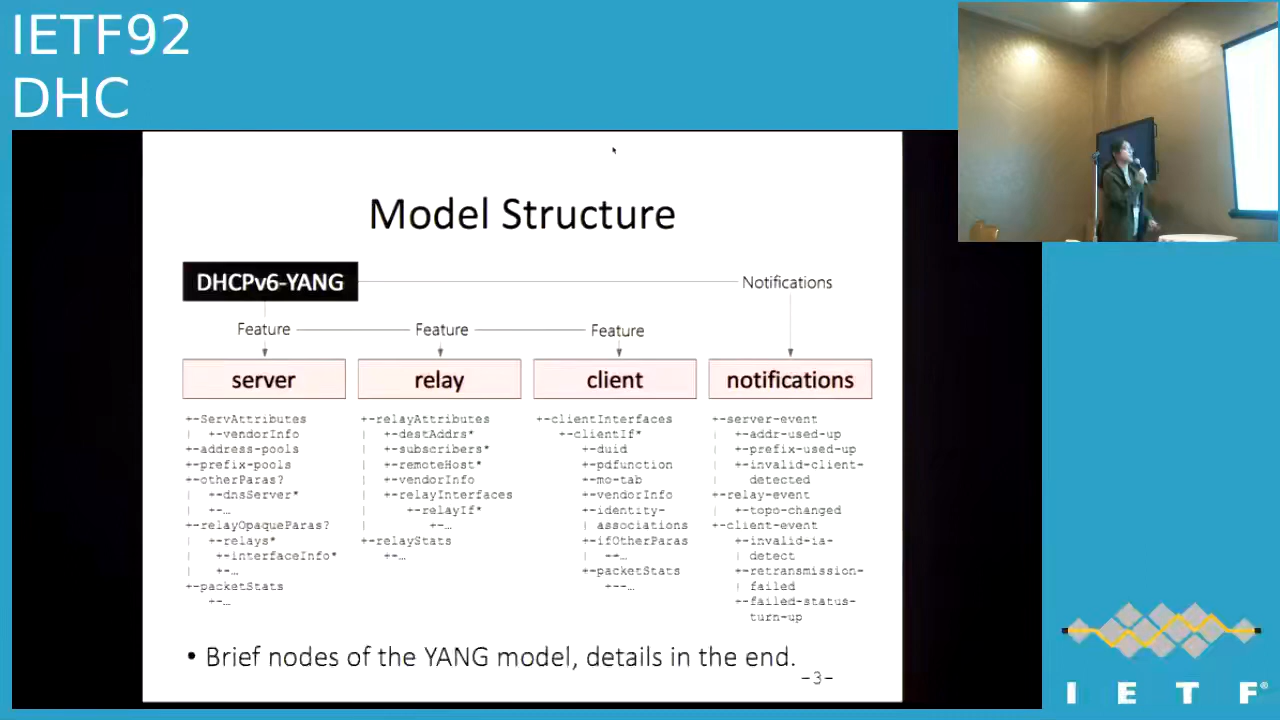 IETF92
DHC
Model Structure
DHCPv6-YANG
Notifications
Feature Feature Feature
server
+-ServAttributes
| +-vendorInfo
+-address-pools
+-prefix-pools
+-otherParas?
| +-dnsServer*
| +-…
+-relayOpaqueParas?
| +-relays*
| +-interfaceInfo*
| +-…
+-packetStats
+-…
relay
+-relayAttributes
| +-destAddrs*
| +-subscribers*
| +-remoteHost*
| +-vendorInfo
| +-relayInterfaces
| +-relayIf*
| +-…
+-relayStats
+-…
client
+-clientInterfaces
+-clientIf*
+-duid
+-pdfunction
+-mo-tab
+-vendorInfo
+-identity-
| associations
+-ifOtherParas
| +-…
+-packetStats
+--…
notifications
+-server-event
| +-addr-used-up
| +-prefix-used-up
| +-invalid-client-
| detected
+-relay-event
| +-topo-changed
+-client-event
+-invalid-ia-
| detect
+-retransmission-
| failed
+-failed-status-
turn-up
• Brief nodes of the YANG model, details in the end.
-3-
I E T F®